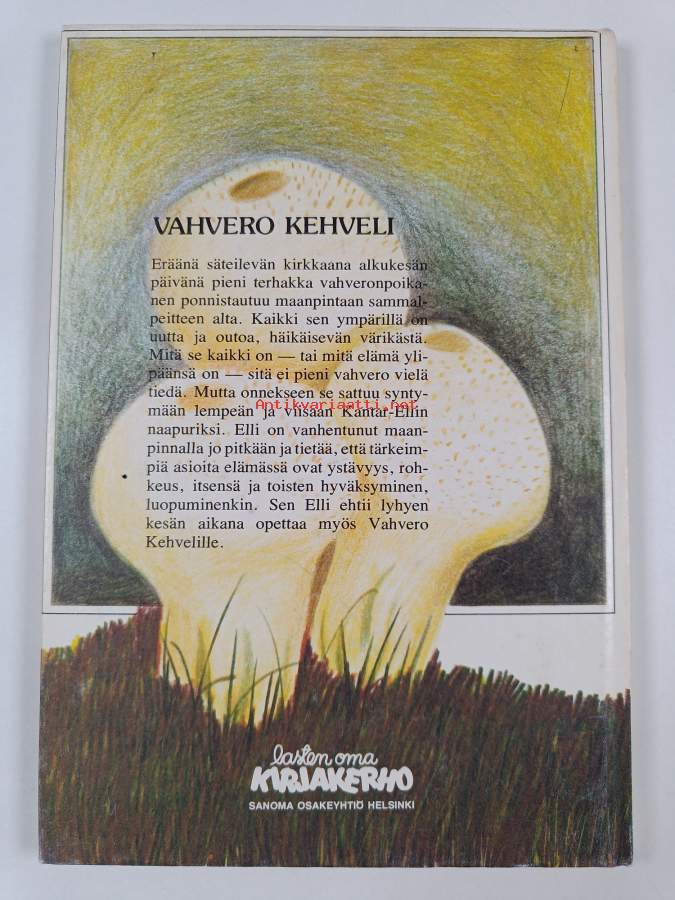 VAHVERO KEHVELI
Eräänä säteilevän kirkkaana alkukesän
päivänä pieni terhakka vahveronpoika-
nen ponnistautuu maanpintaan sammal-
peitteen alta. Kaikki sen ympärillä on
uutta ja outoa, häikäisevän värikästä.
Mitä se kaikki on — tai mitä elämä yli-
päänsä on — sitä ei pieni vahvero vielä
tiedä. Mutta onnekseen se sattuu synty-
Antikvariaatti.net
mään lempeän ja viisaan Kantar-Ellin
naapuriksi. Elli on vanhentunut maan-
pinnalla jo pitkään ja tietää, että tärkeim-
piä asioita elämässä ovat ystävyys, roh-
keus, itsensä ja toisten hyväksyminen,
luopuminenkin. Sen Elli ehtii lyhyen
kesän aikana opettaa myös Vahvero
Kehvelille.
lasten oma
KIRJAKERHO
SANOMA OSAKEYHTIÖ HELSINKI